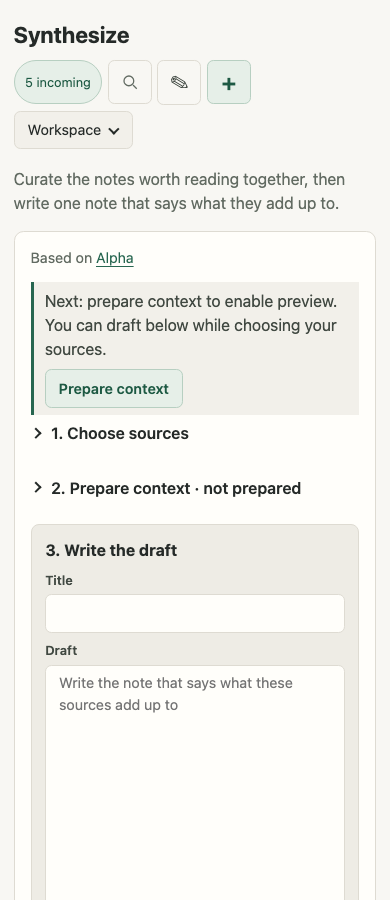 Synthesize
5 incoming
+
Workspace
Curate the notes worth reading together, then
write one note that says what they add up to.
Based on Alpha
Next: prepare context to enable preview.
You can draft below while choosing your
sources.
Prepare context
1. Choose sources
2. Prepare context · not prepared
3. Write the draft
Title
Draft
Write the note that says what these
sources add up to